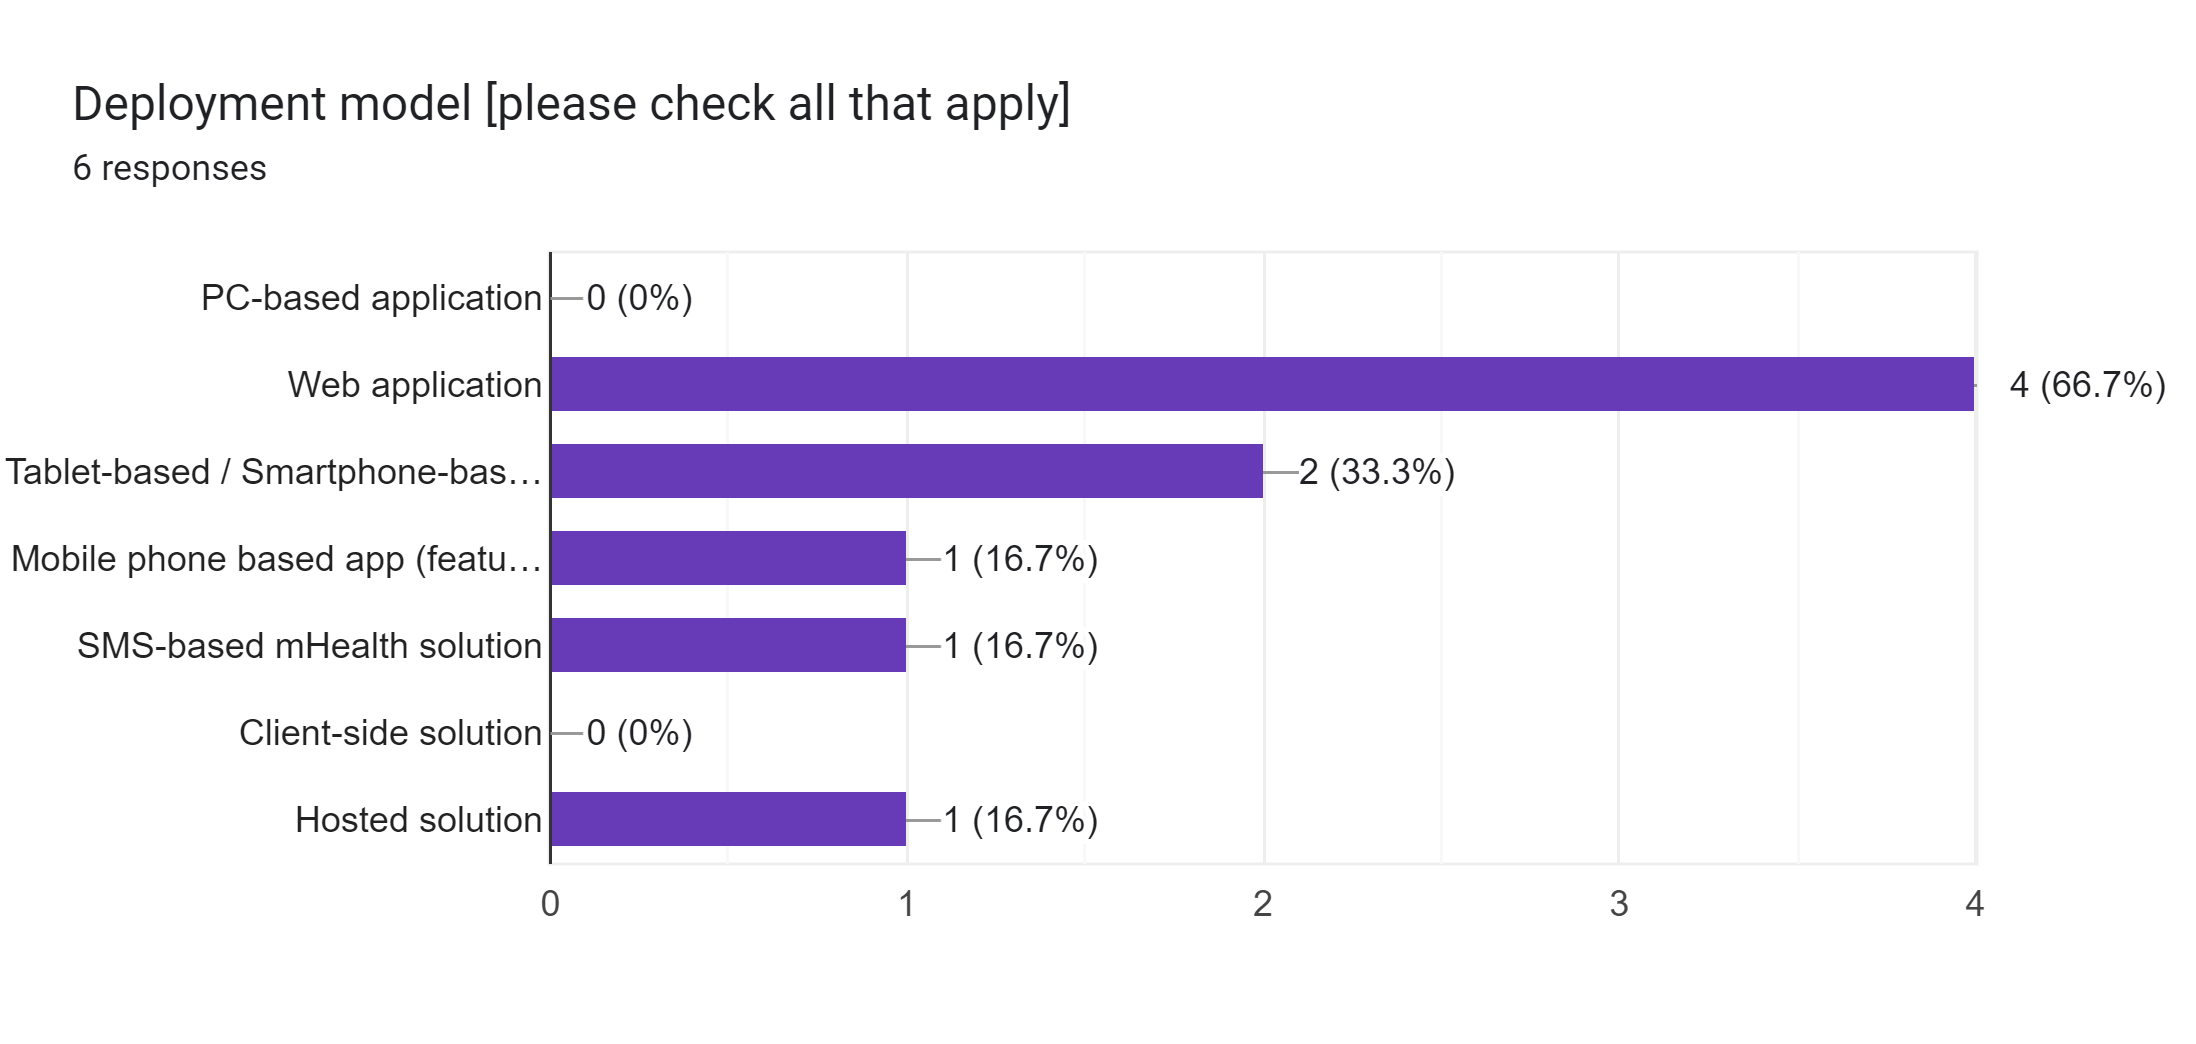 Deployment model [please check all that apply]
6 responses
PC-based application 0 (0%)
Web application 4 (66.7%)
Tablet-based / Smartphone-bas… 2 (33.3%)
Mobile phone based app (featu… 1 (16.7%)
SMS-based mHealth solution 1 (16.7%)
Client-side solution 0 (0%)
Hosted solution 1 (16.7%)
0 1 2 3 4